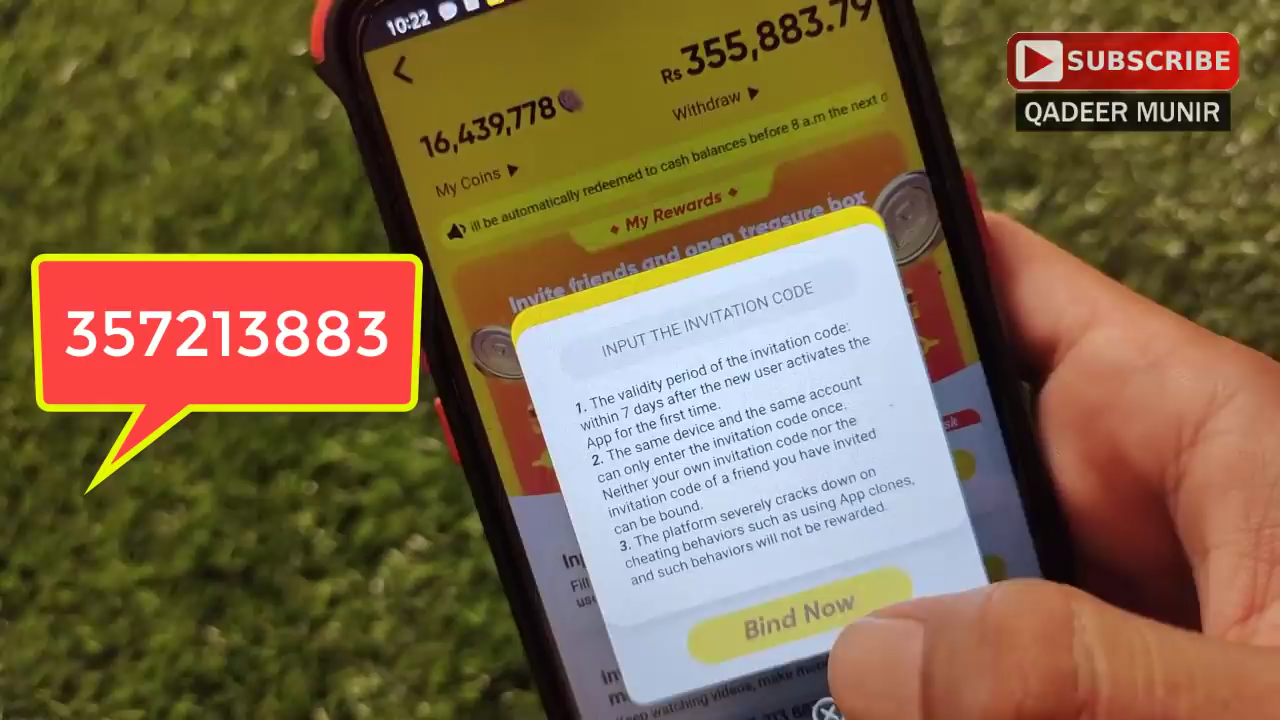 10:22
Rs 355,883.79
16,439,778
Withdraw
My Coins
ill be automatically redeemed to cash balances before 8 a.m the next
My Rewards
Invite friends and open treasure box
INPUT THE INVITATION CODE
1. The validity period of the invitation code:
within 7 days after the new user activates the
App for the first time.
2. The same device and the same account
can only enter the invitation code once.
Neither your own invitation code nor the
invitation code of a friend you have invited
can be bound.
3. The platform severely cracks down on
cheating behaviors such as using App clones,
and such behaviors will not be rewarded.
Bind Now
Keep watching videos, make
357213883
SUBSCRIBE
QADEER MUNIR